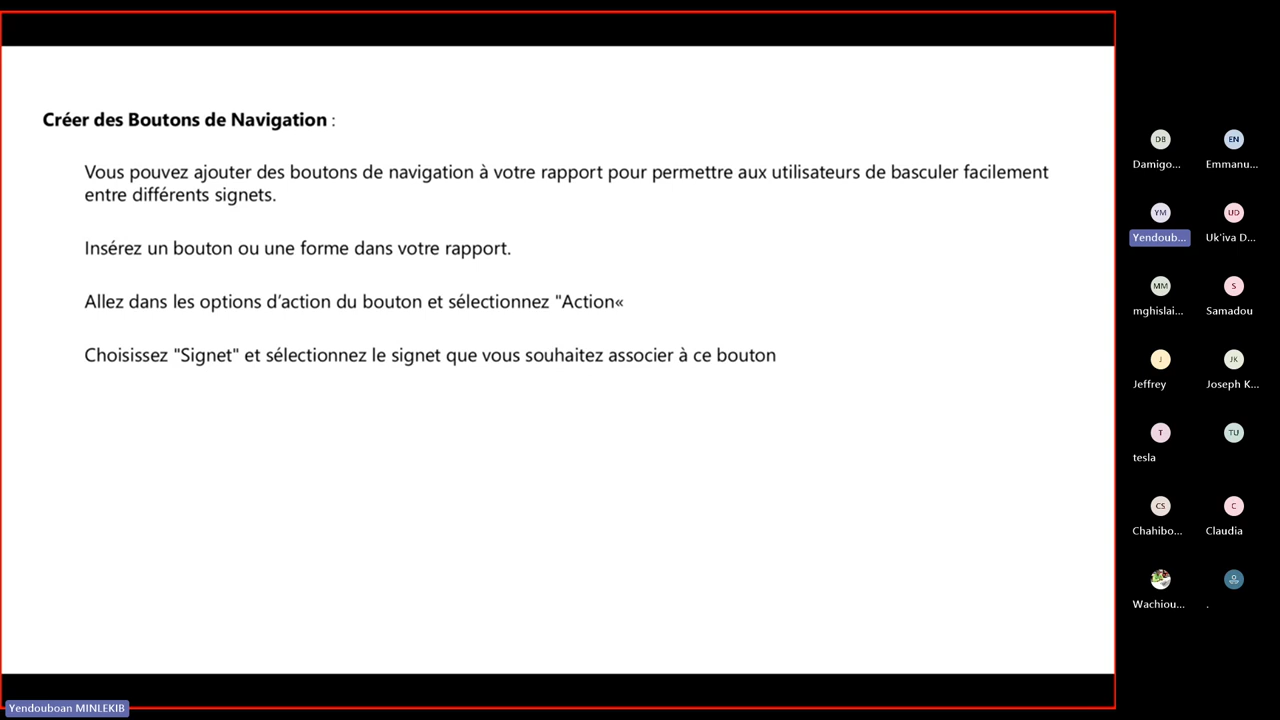 Créer des Boutons de Navigation :
Vous pouvez ajouter des boutons de navigation à votre rapport pour permettre aux utilisateurs de basculer facilement
entre différents signets.
Insérez un bouton ou une forme dans votre rapport.
Allez dans les options d’action du bouton et sélectionnez "Action«
Choisissez "Signet" et sélectionnez le signet que vous souhaitez associer à ce bouton
DB EN
Damigo... Emmanu...
YM UD
Yendoub... Uk'iva D...
MM S
mghislai... Samadou
J JK
Jeffrey Joseph K...
T TU
tesla
CS C
Chahibo... Claudia
Wachiou... .
Yendouboan MINLEKIB